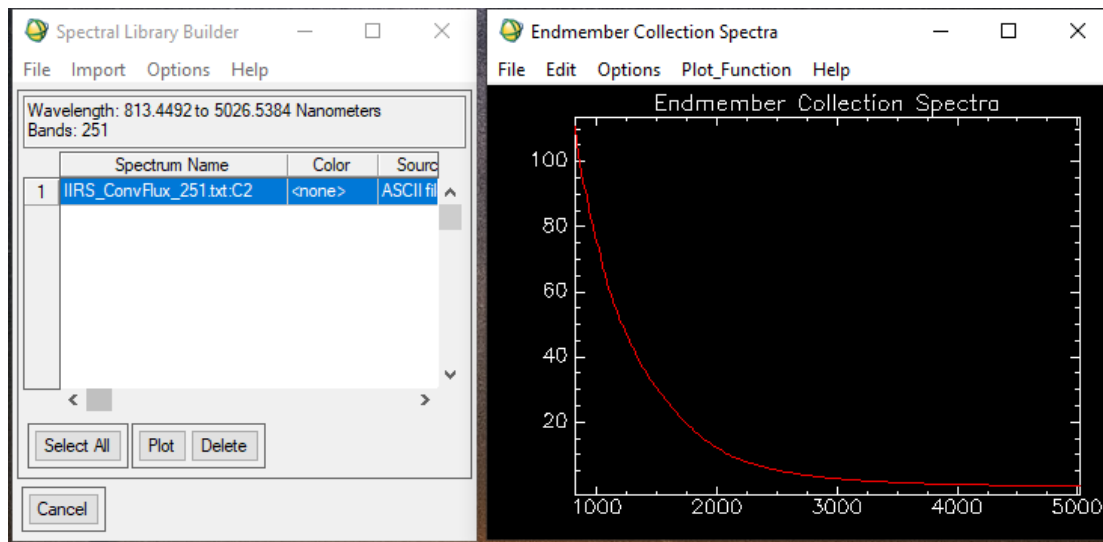 Spectral Library Builder
File Import Options Help
Wavelength: 813.4492 to 5026.5384 Nanometers
Bands: 251
Spectrum Name Color Sourc
1 IIRS_ConvFlux_251.txt:C2 <none> ASCII fil
Select All Plot Delete
Cancel
Endmember Collection Spectra
File Edit Options Plot_Function Help
Endmember Collection Spectra
100
80
60
40
20
1000 2000 3000 4000 5000